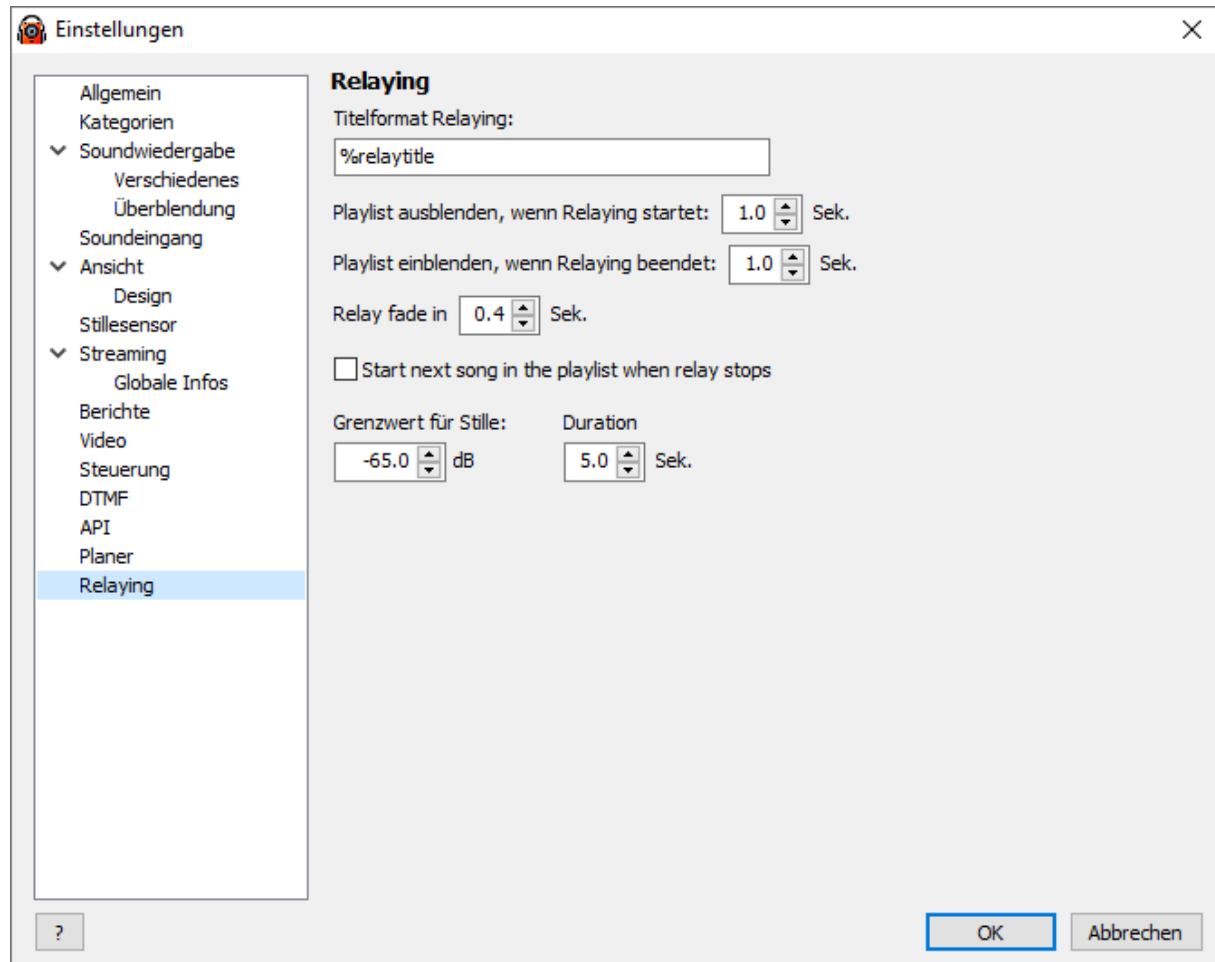 Einstellungen
Allgemein
Kategorien
Soundwiedergabe
Verschiedenes
Überblendung
Soundeingang
Ansicht
Design
Stillesensor
Streaming
Globale Infos
Berichte
Video
Steuerung
DTMF
API
Planer
Relaying
Relaying
Titelformat Relaying:
%relaytitle
Playlist ausblenden, wenn Relaying startet: 1.0 Sek.
Playlist einblenden, wenn Relaying beendet: 1.0 Sek.
Relay fade in 0.4 Sek.
Start next song in the playlist when relay stops
Grenzwert für Stille: Duration
-65.0 dB 5.0 Sek.
? OK Abbrechen